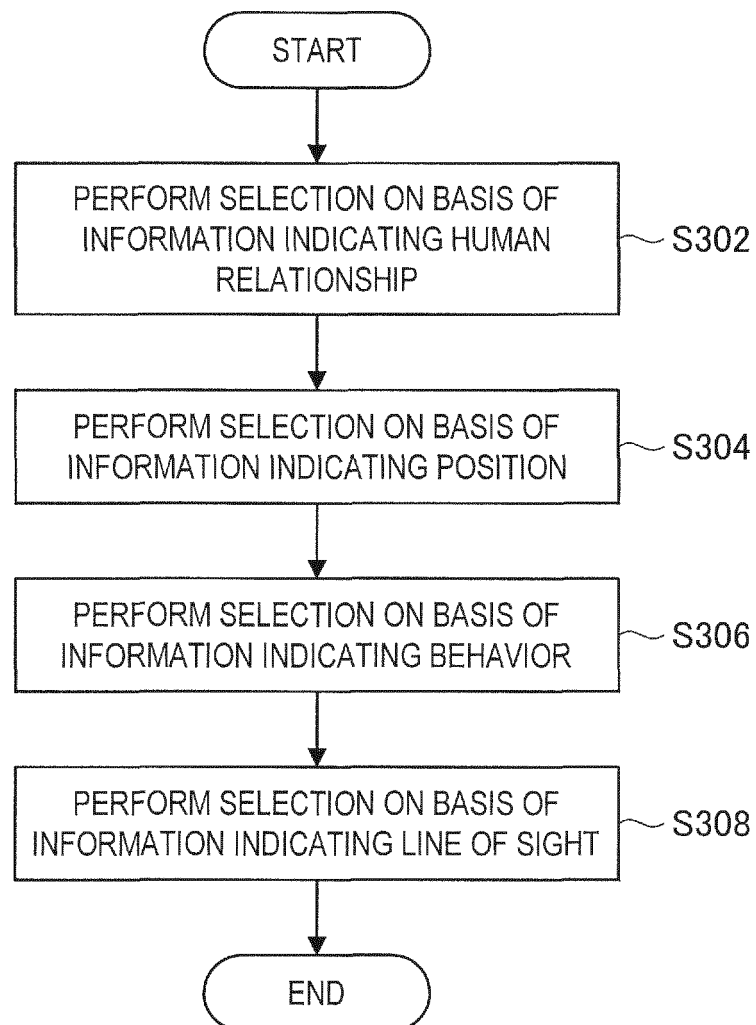 START
PERFORM SELECTION ON BASIS OF
INFORMATION INDICATING HUMAN
RELATIONSHIP
S302
PERFORM SELECTION ON BASIS OF
INFORMATION INDICATING POSITION
S304
PERFORM SELECTION ON BASIS OF
INFORMATION INDICATING BEHAVIOR
S306
PERFORM SELECTION ON BASIS OF
INFORMATION INDICATING LINE OF SIGHT
S308
END